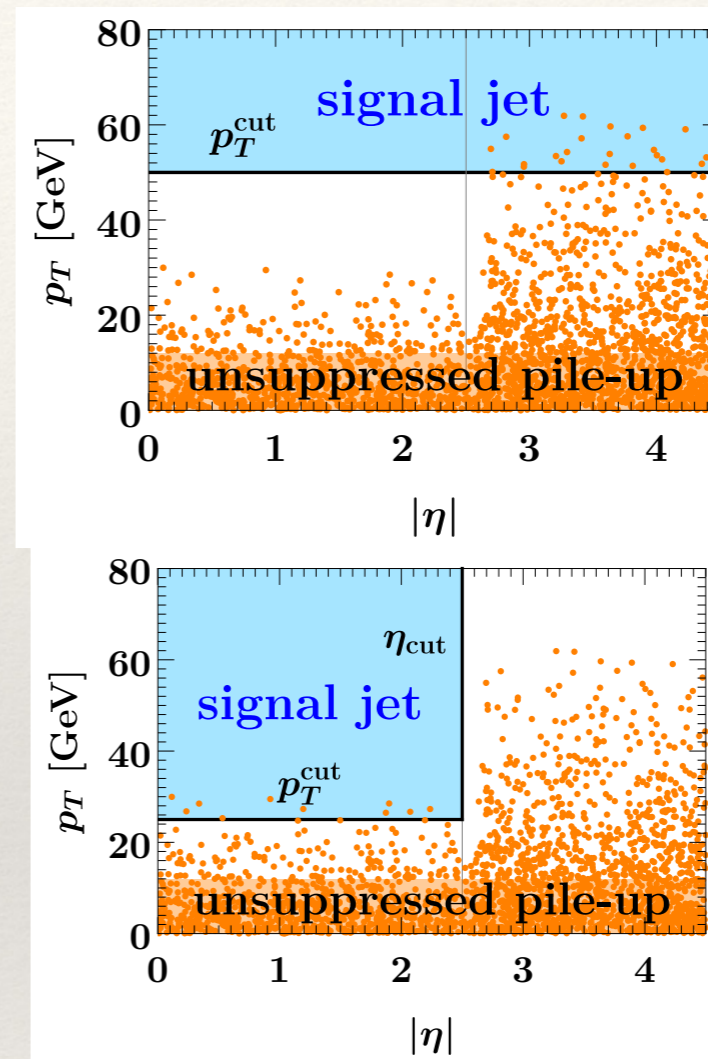 80
signal jet
p_T^cut
60
p_T [GeV]
40
20
unsuppressed pile-up
0
0 1 2 3 4
|η|
80
η_cut
60
signal jet
p_T [GeV]
40
p_T^cut
20
unsuppressed pile-up
0
0 1 2 3 4
|η|